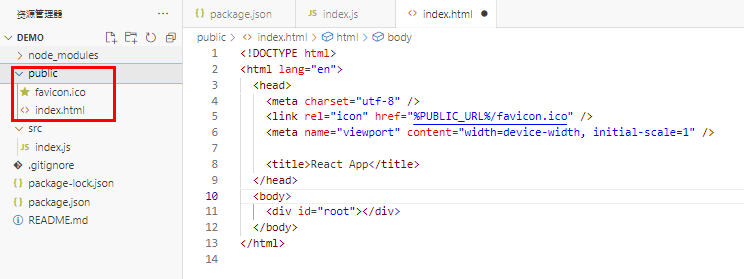 资源管理器
package.json
index.js
index.html
DEMO
public > index.html > html > body
node_modules
public
favicon.ico
index.html
src
index.js
.gitignore
package-lock.json
package.json
README.md
1 <!DOCTYPE html>
2 <html lang="en">
3 <head>
4 <meta charset="utf-8" />
5 <link rel="icon" href="%PUBLIC_URL%/favicon.ico" />
6 <meta name="viewport" content="width=device-width, initial-scale=1" />
7
8 <title>React App</title>
9 </head>
10 <body>
11 <div id="root"></div>
12 </body>
13 </html>
14